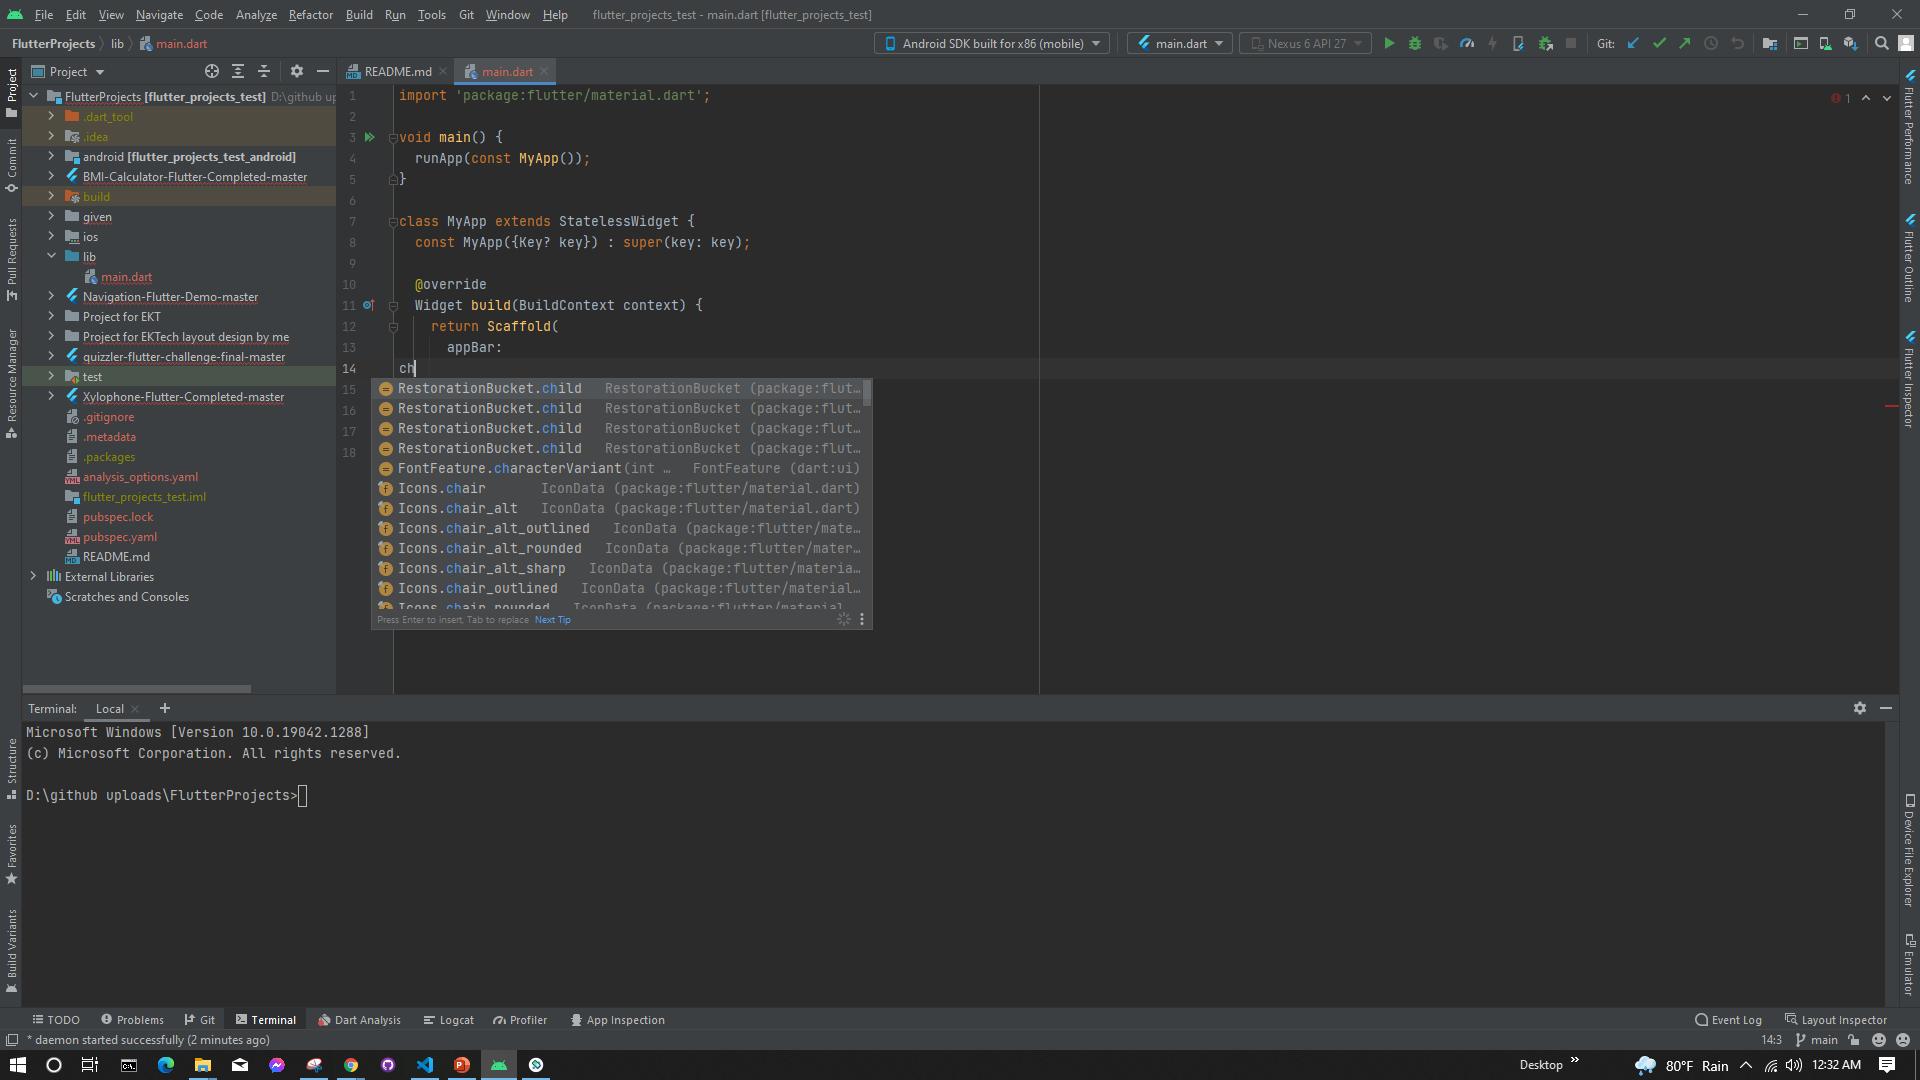 File Edit View Navigate Code Analyze Refactor Build Run Tools Git Window Help flutter_projects_test - main.dart [flutter_projects_test]
FlutterProjects lib main.dart Android SDK built for x86 (mobile) main.dart Nexus 6 API 27 Git:
Project
README.md main.dart
Project
Commit
Pull Requests
Resource Manager
Structure
Favorites
Build Variants
FlutterProjects [flutter_projects_test] D:\github up
.dart_tool
.idea
android [flutter_projects_test_android]
BMI-Calculator-Flutter-Completed-master
build
given
ios
lib
main.dart
Navigation-Flutter-Demo-master
Project for EKT
Project for EKTech layout design by me
quizzler-flutter-challenge-final-master
test
Xylophone-Flutter-Completed-master
.gitignore
.metadata
.packages
analysis_options.yaml
flutter_projects_test.iml
pubspec.lock
pubspec.yaml
README.md
External Libraries
Scratches and Consoles
1 import 'package:flutter/material.dart';
2
3 void main() {
4 runApp(const MyApp());
5 }
6
7 class MyApp extends StatelessWidget {
8 const MyApp({Key? key}) : super(key: key);
9
10 @override
11 Widget build(BuildContext context) {
12 return Scaffold(
13 appBar:
14 ch
15
16
17
18
1
RestorationBucket.child RestorationBucket (package:flut…
RestorationBucket.child RestorationBucket (package:flut…
RestorationBucket.child RestorationBucket (package:flut…
RestorationBucket.child RestorationBucket (package:flut…
FontFeature.characterVariant(int … FontFeature (dart:ui)
Icons.chair IconData (package:flutter/material.dart)
Icons.chair_alt IconData (package:flutter/material.dart)
Icons.chair_alt_outlined IconData (package:flutter/mate…
Icons.chair_alt_rounded IconData (package:flutter/mater…
Icons.chair_alt_sharp IconData (package:flutter/materia…
Icons.chair_outlined IconData (package:flutter/material…
Icons.chair_rounded IconData (package:flutter/material
Press Enter to insert, Tab to replace Next Tip
Flutter Performance
Flutter Outline
Flutter Inspector
Device File Explorer
Emulator
Terminal: Local
Microsoft Windows [Version 10.0.19042.1288]
(c) Microsoft Corporation. All rights reserved.
D:\github uploads\FlutterProjects>
TODO Problems Git Terminal Dart Analysis Logcat Profiler App Inspection Event Log Layout Inspector
* daemon started successfully (2 minutes ago) 14:3 main
Desktop 80°F Rain 12:32 AM